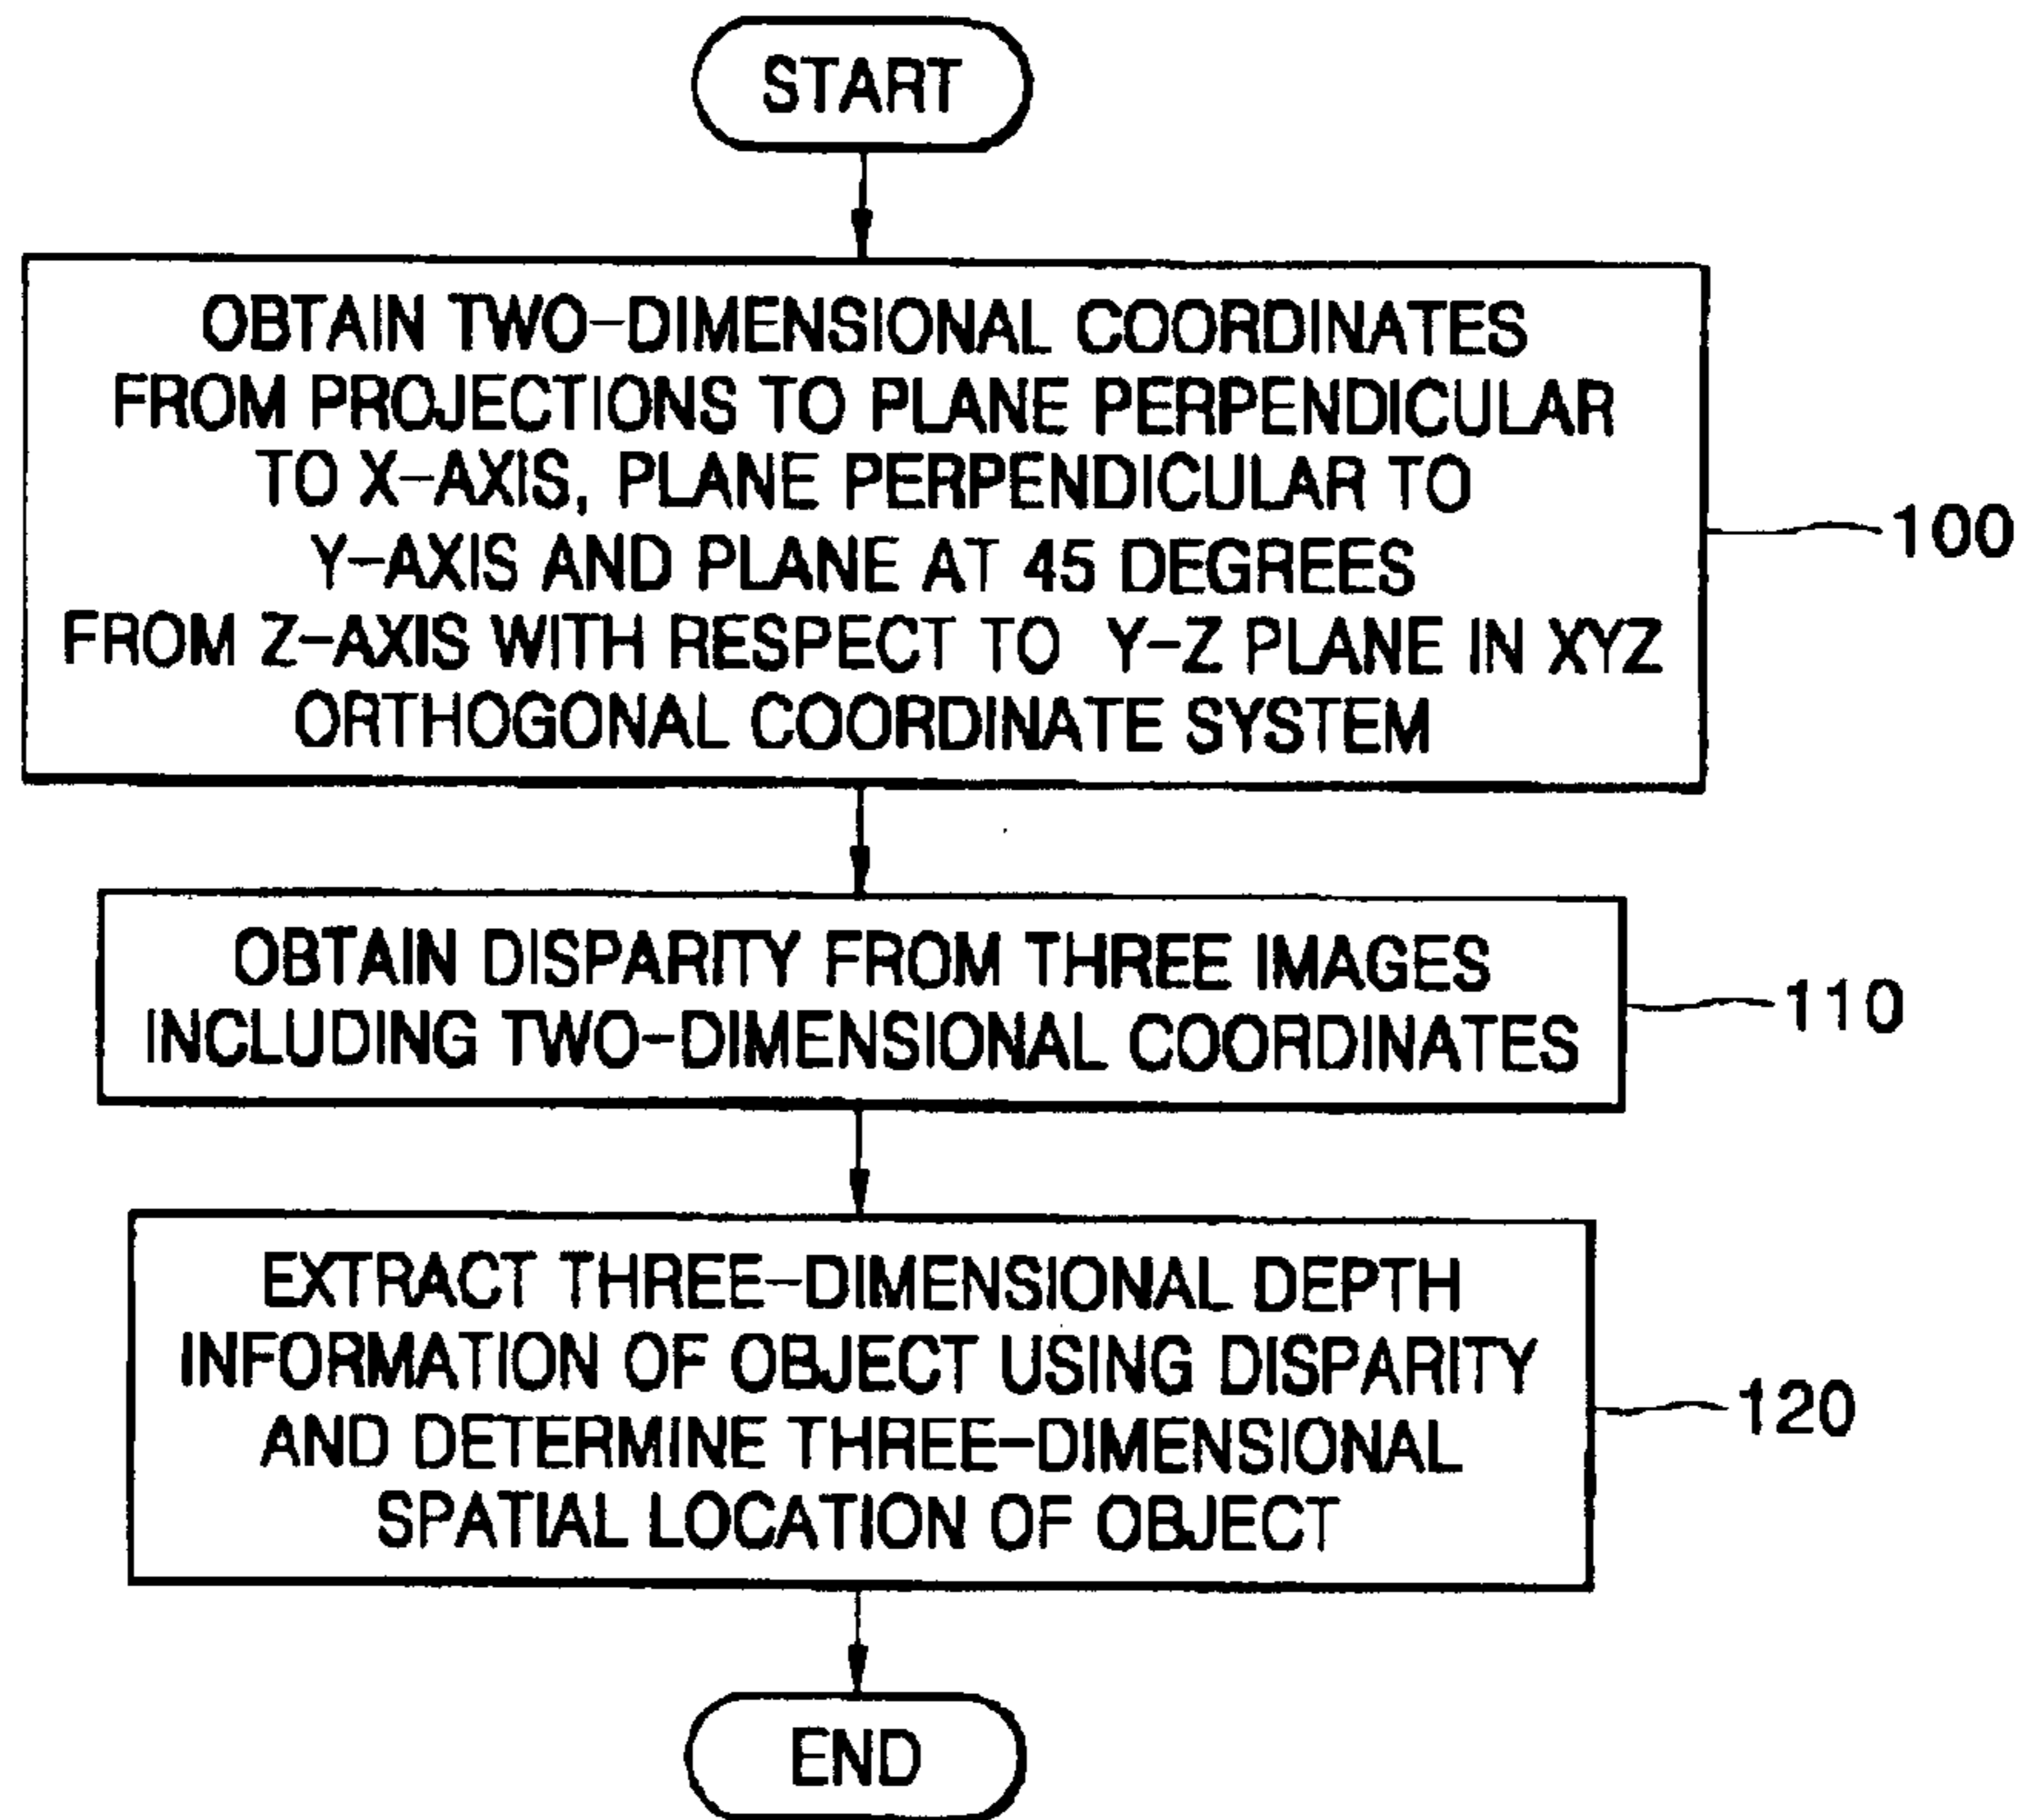 START
OBTAIN TWO-DIMENSIONAL COORDINATES
FROM PROJECTIONS TO PLANE PERPENDICULAR
TO X-AXIS, PLANE PERPENDICULAR TO
Y-AXIS AND PLANE AT 45 DEGREES
FROM Z-AXIS WITH RESPECT TO Y-Z PLANE IN XYZ
ORTHOGONAL COORDINATE SYSTEM
100
OBTAIN DISPARITY FROM THREE IMAGES
INCLUDING TWO-DIMENSIONAL COORDINATES
110
EXTRACT THREE-DIMENSIONAL DEPTH
INFORMATION OF OBJECT USING DISPARITY
AND DETERMINE THREE-DIMENSIONAL
SPATIAL LOCATION OF OBJECT
120
END